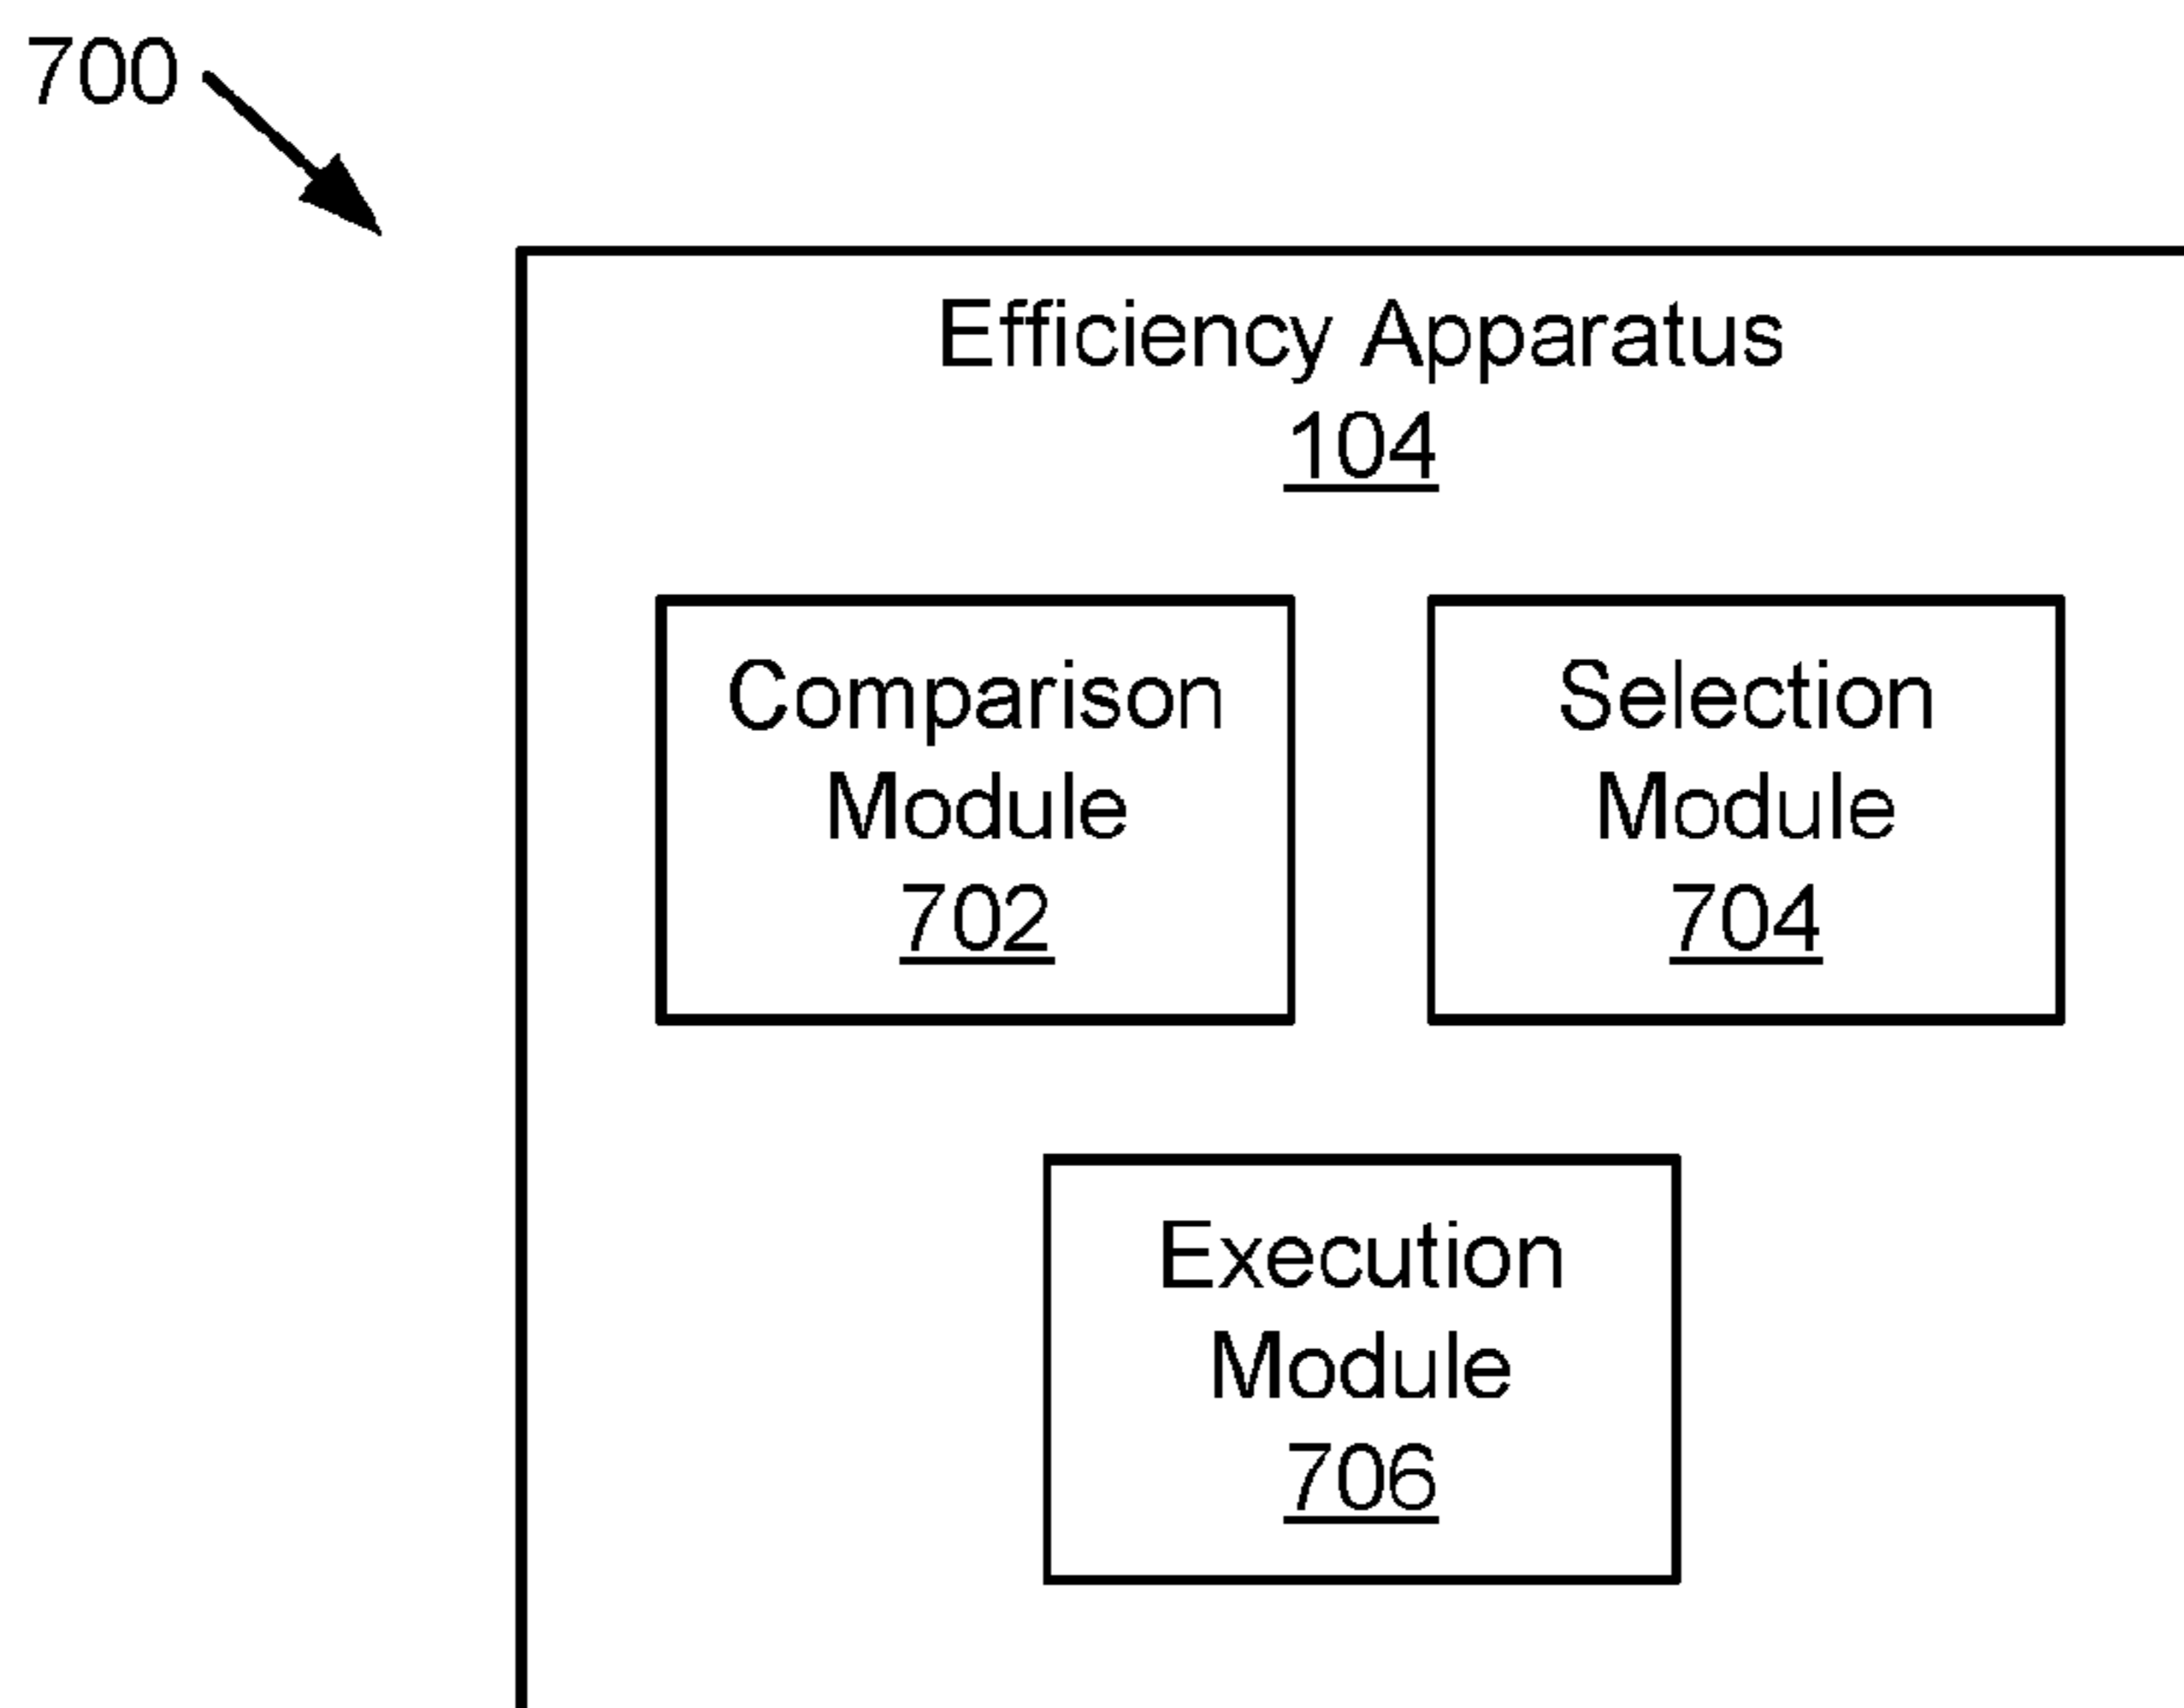 700
Efficiency Apparatus
104
Comparison
Module
702
Selection
Module
704
Execution
Module
706